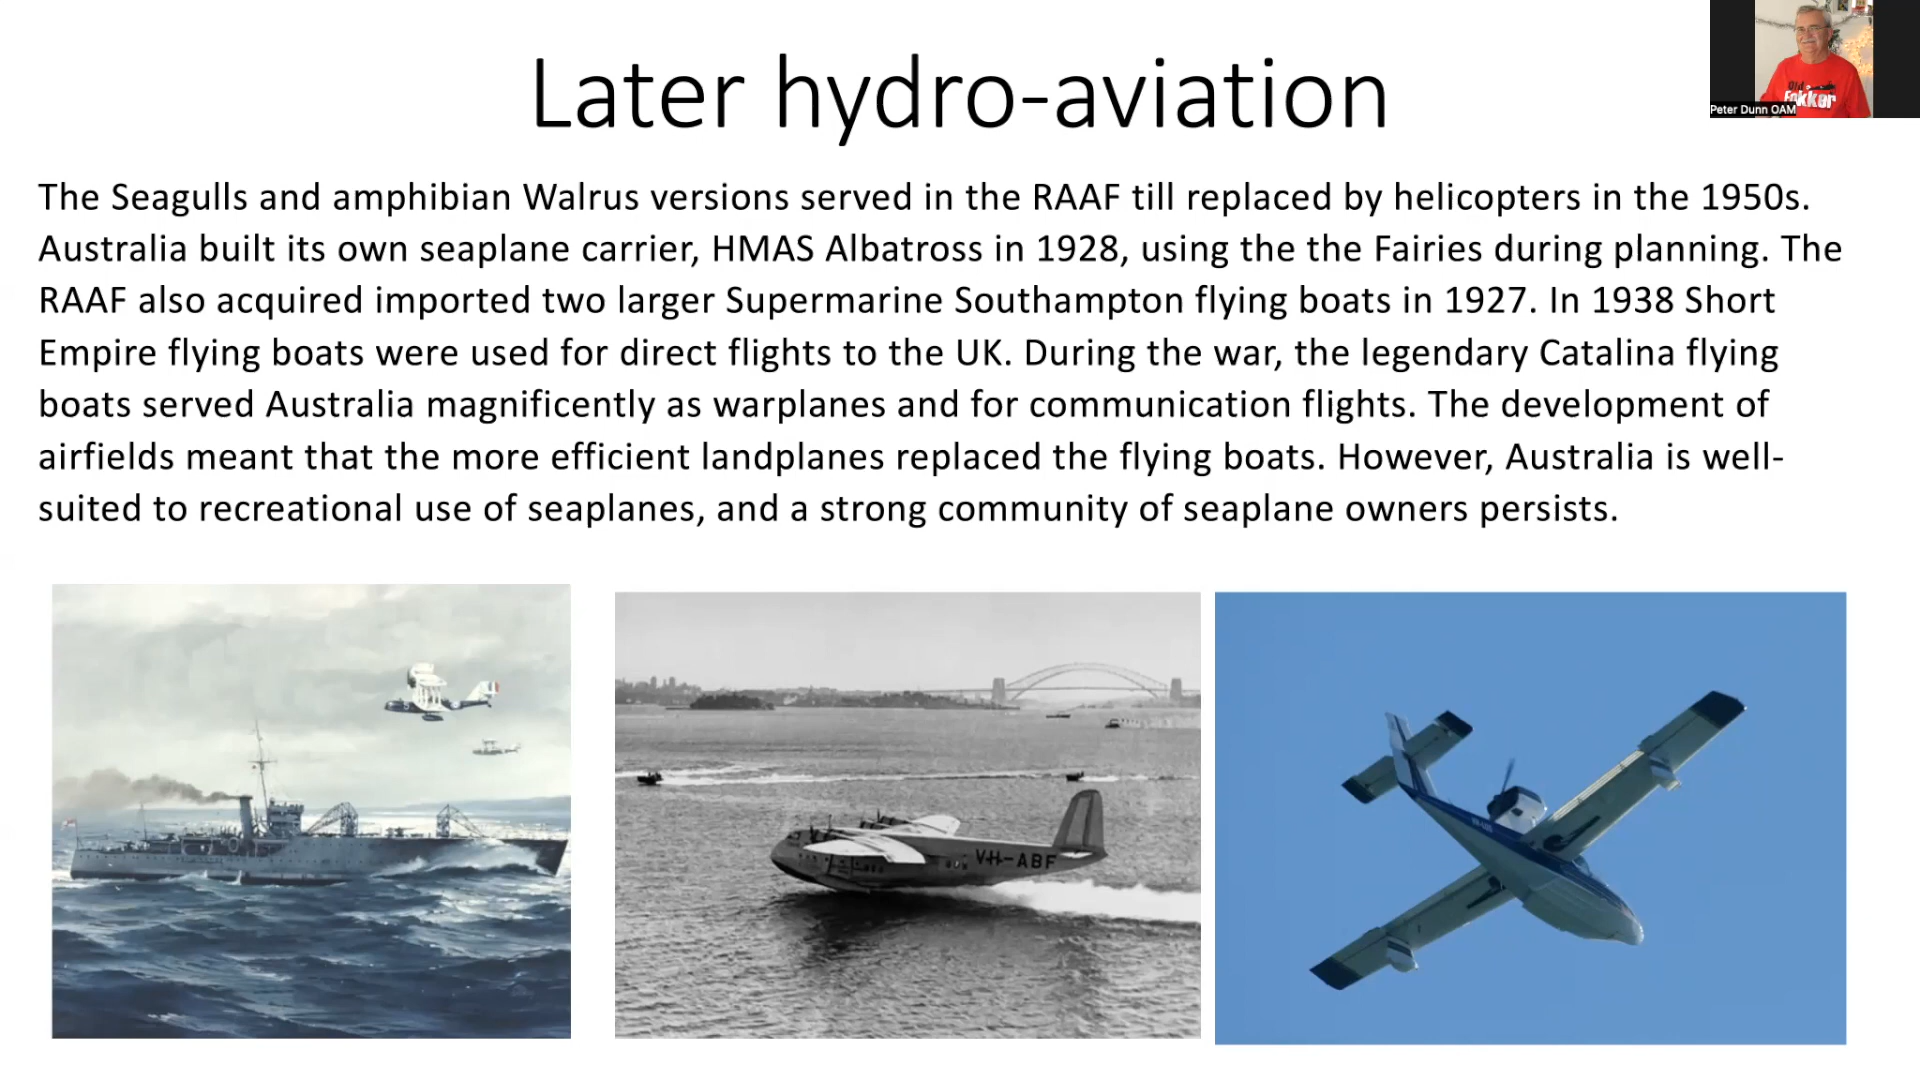 Later hydro-aviation
Old
Fokker
Peter Dunn OAM
The Seagulls and amphibian Walrus versions served in the RAAF till replaced by helicopters in the 1950s.
Australia built its own seaplane carrier, HMAS Albatross in 1928, using the the Fairies during planning. The
RAAF also acquired imported two larger Supermarine Southampton flying boats in 1927. In 1938 Short
Empire flying boats were used for direct flights to the UK. During the war, the legendary Catalina flying
boats served Australia magnificently as warplanes and for communication flights. The development of
airfields meant that the more efficient landplanes replaced the flying boats. However, Australia is well-
suited to recreational use of seaplanes, and a strong community of seaplane owners persists.
VH-ABF